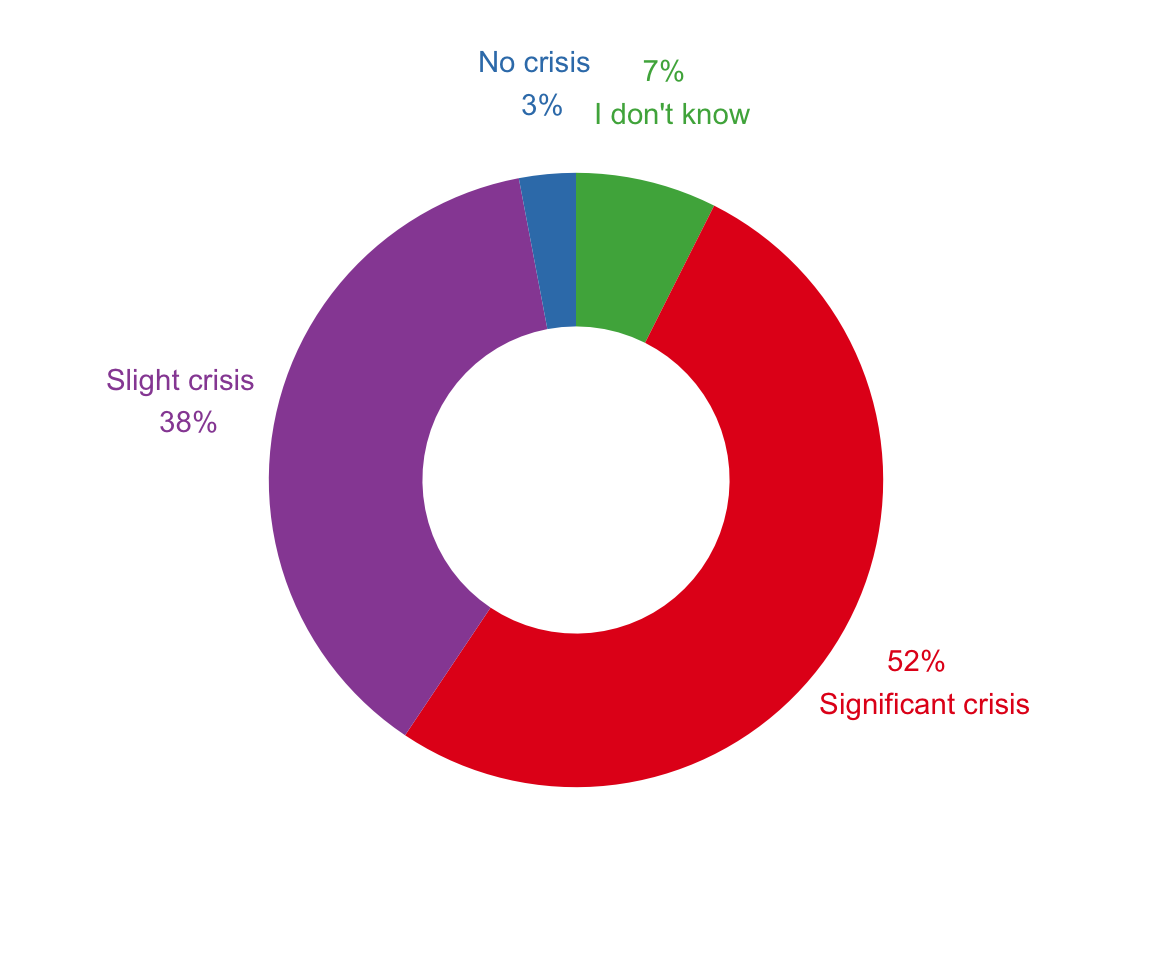 No crisis
3%
7%
I don't know
Slight crisis
38%
52%
Significant crisis